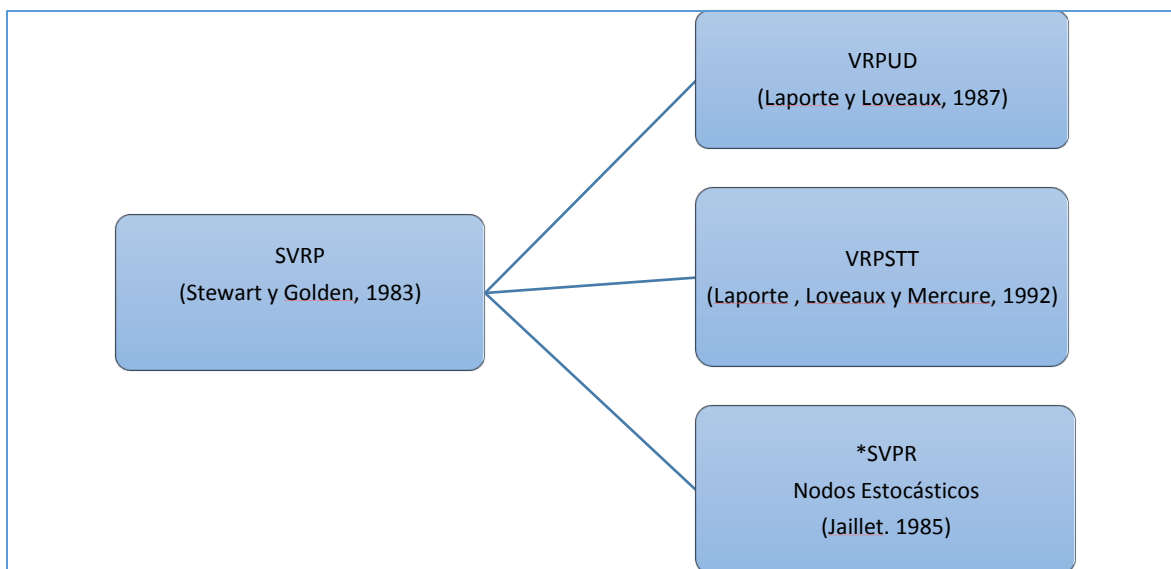 SVRP
(Stewart y Golden, 1983)
VRPUD
(Laporte y Loveaux, 1987)
VRPSTT
(Laporte , Loveaux y Mercure, 1992)
*SVPR
Nodos Estocásticos
(Jaillet. 1985)